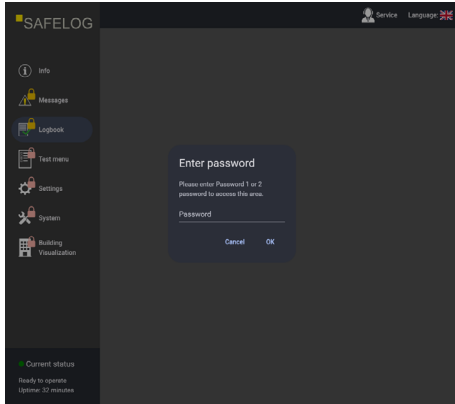 SAFELOG
Service
Language:
Info
Messages
Logbook
Test menu
Settings
System
Building
Visualization
Enter password
Please enter Password 1 or 2
password to access this area.
Password
Cancel
OK
Current status
Ready to operate
Uptime: 32 minutes